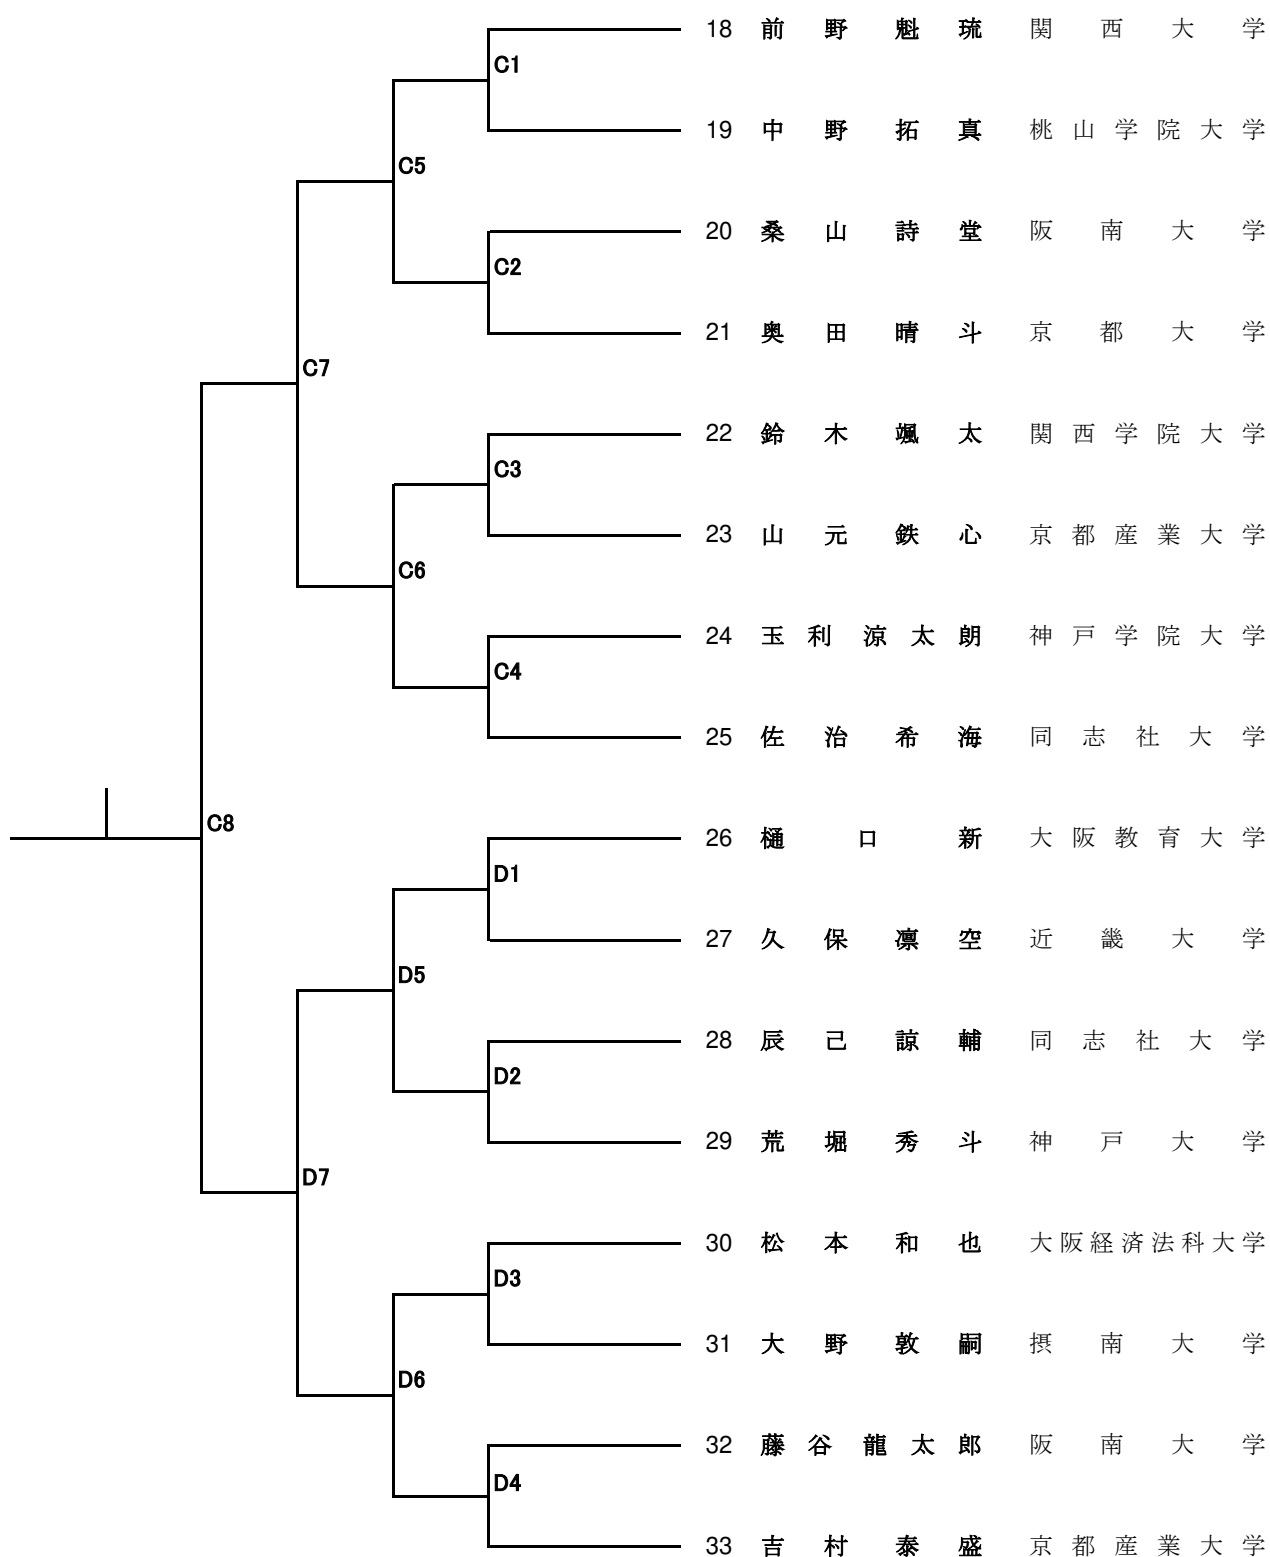 18 前野魁琉 関西大学
C1
19 中野拓真 桃山学院大学
C5
20 桑山詩堂 阪南大学
C2
21 奥田晴斗 京都大学
C7
22 鈴木颯太 関西学院大学
C3
23 山元鉄心 京都産業大学
C6
24 玉利涼太朗 神戸学院大学
C4
25 佐治希海 同志社大学
C8
26 樋口新 大阪教育大学
D1
27 久保凛空 近畿大学
D5
28 辰己諒輔 同志社大学
D2
29 荒堀秀斗 神戸大学
D7
30 松本和也 大阪経済法科大学
D3
31 大野敦嗣 摂南大学
D6
32 藤谷龍太郎 阪南大学
D4
33 吉村泰盛 京都産業大学